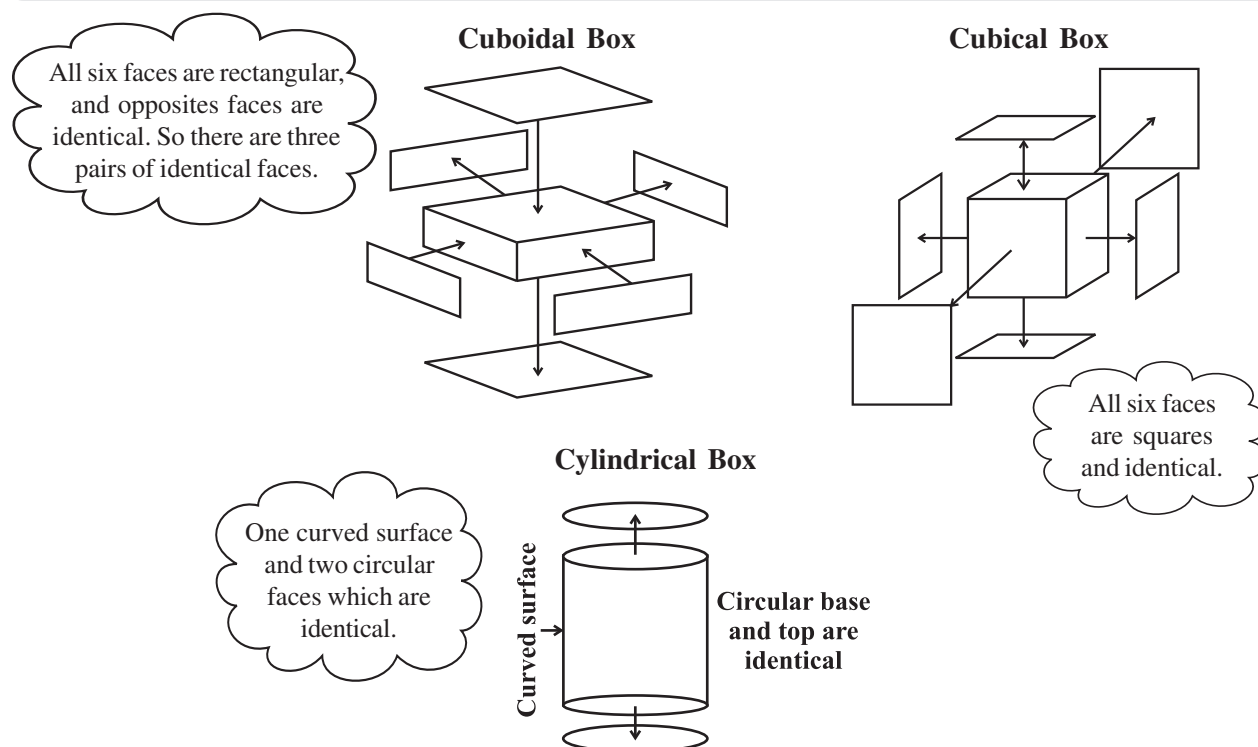 Cuboidal Box
Cubical Box
All six faces are rectangular,
and opposites faces are
identical. So there are three
pairs of identical faces.
All six faces
are squares
and identical.
Cylindrical Box
One curved surface
and two circular
faces which are
identical.
Curved surface
Circular base
and top are
identical